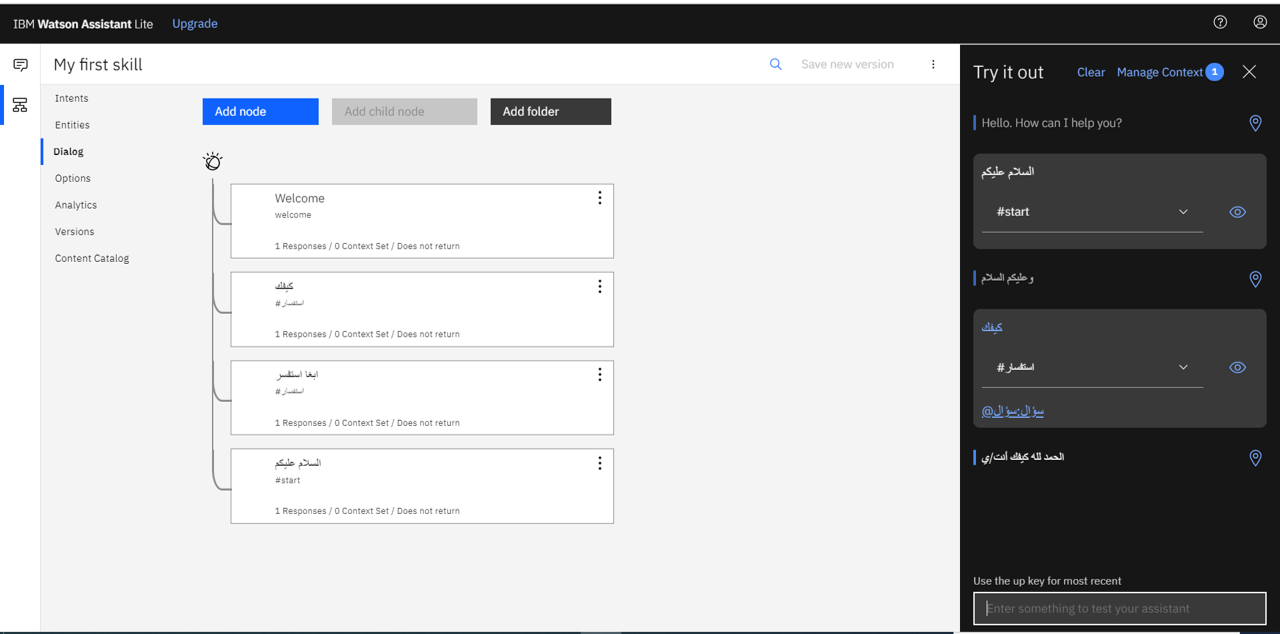 IBM Watson Assistant Lite Upgrade
My first skill
Save new version
Intents
Entities
Dialog
Options
Analytics
Versions
Content Catalog
Add node
Add child node
Add folder
Welcome
welcome
1 Responses / 0 Context Set / Does not return
كيفك
#استفسار
1 Responses / 0 Context Set / Does not return
ابغا استفسر
#استفسار
1 Responses / 0 Context Set / Does not return
السلام عليكم
#start
1 Responses / 0 Context Set / Does not return
Try it out
Clear
Manage Context 1
Hello. How can I help you?
السلام عليكم
#start
وعليكم السلام
كيفك
#استفسار
@سؤال:سؤال
الحمد لله كيفك أنت/ي
Use the up key for most recent
Enter something to test your assistant